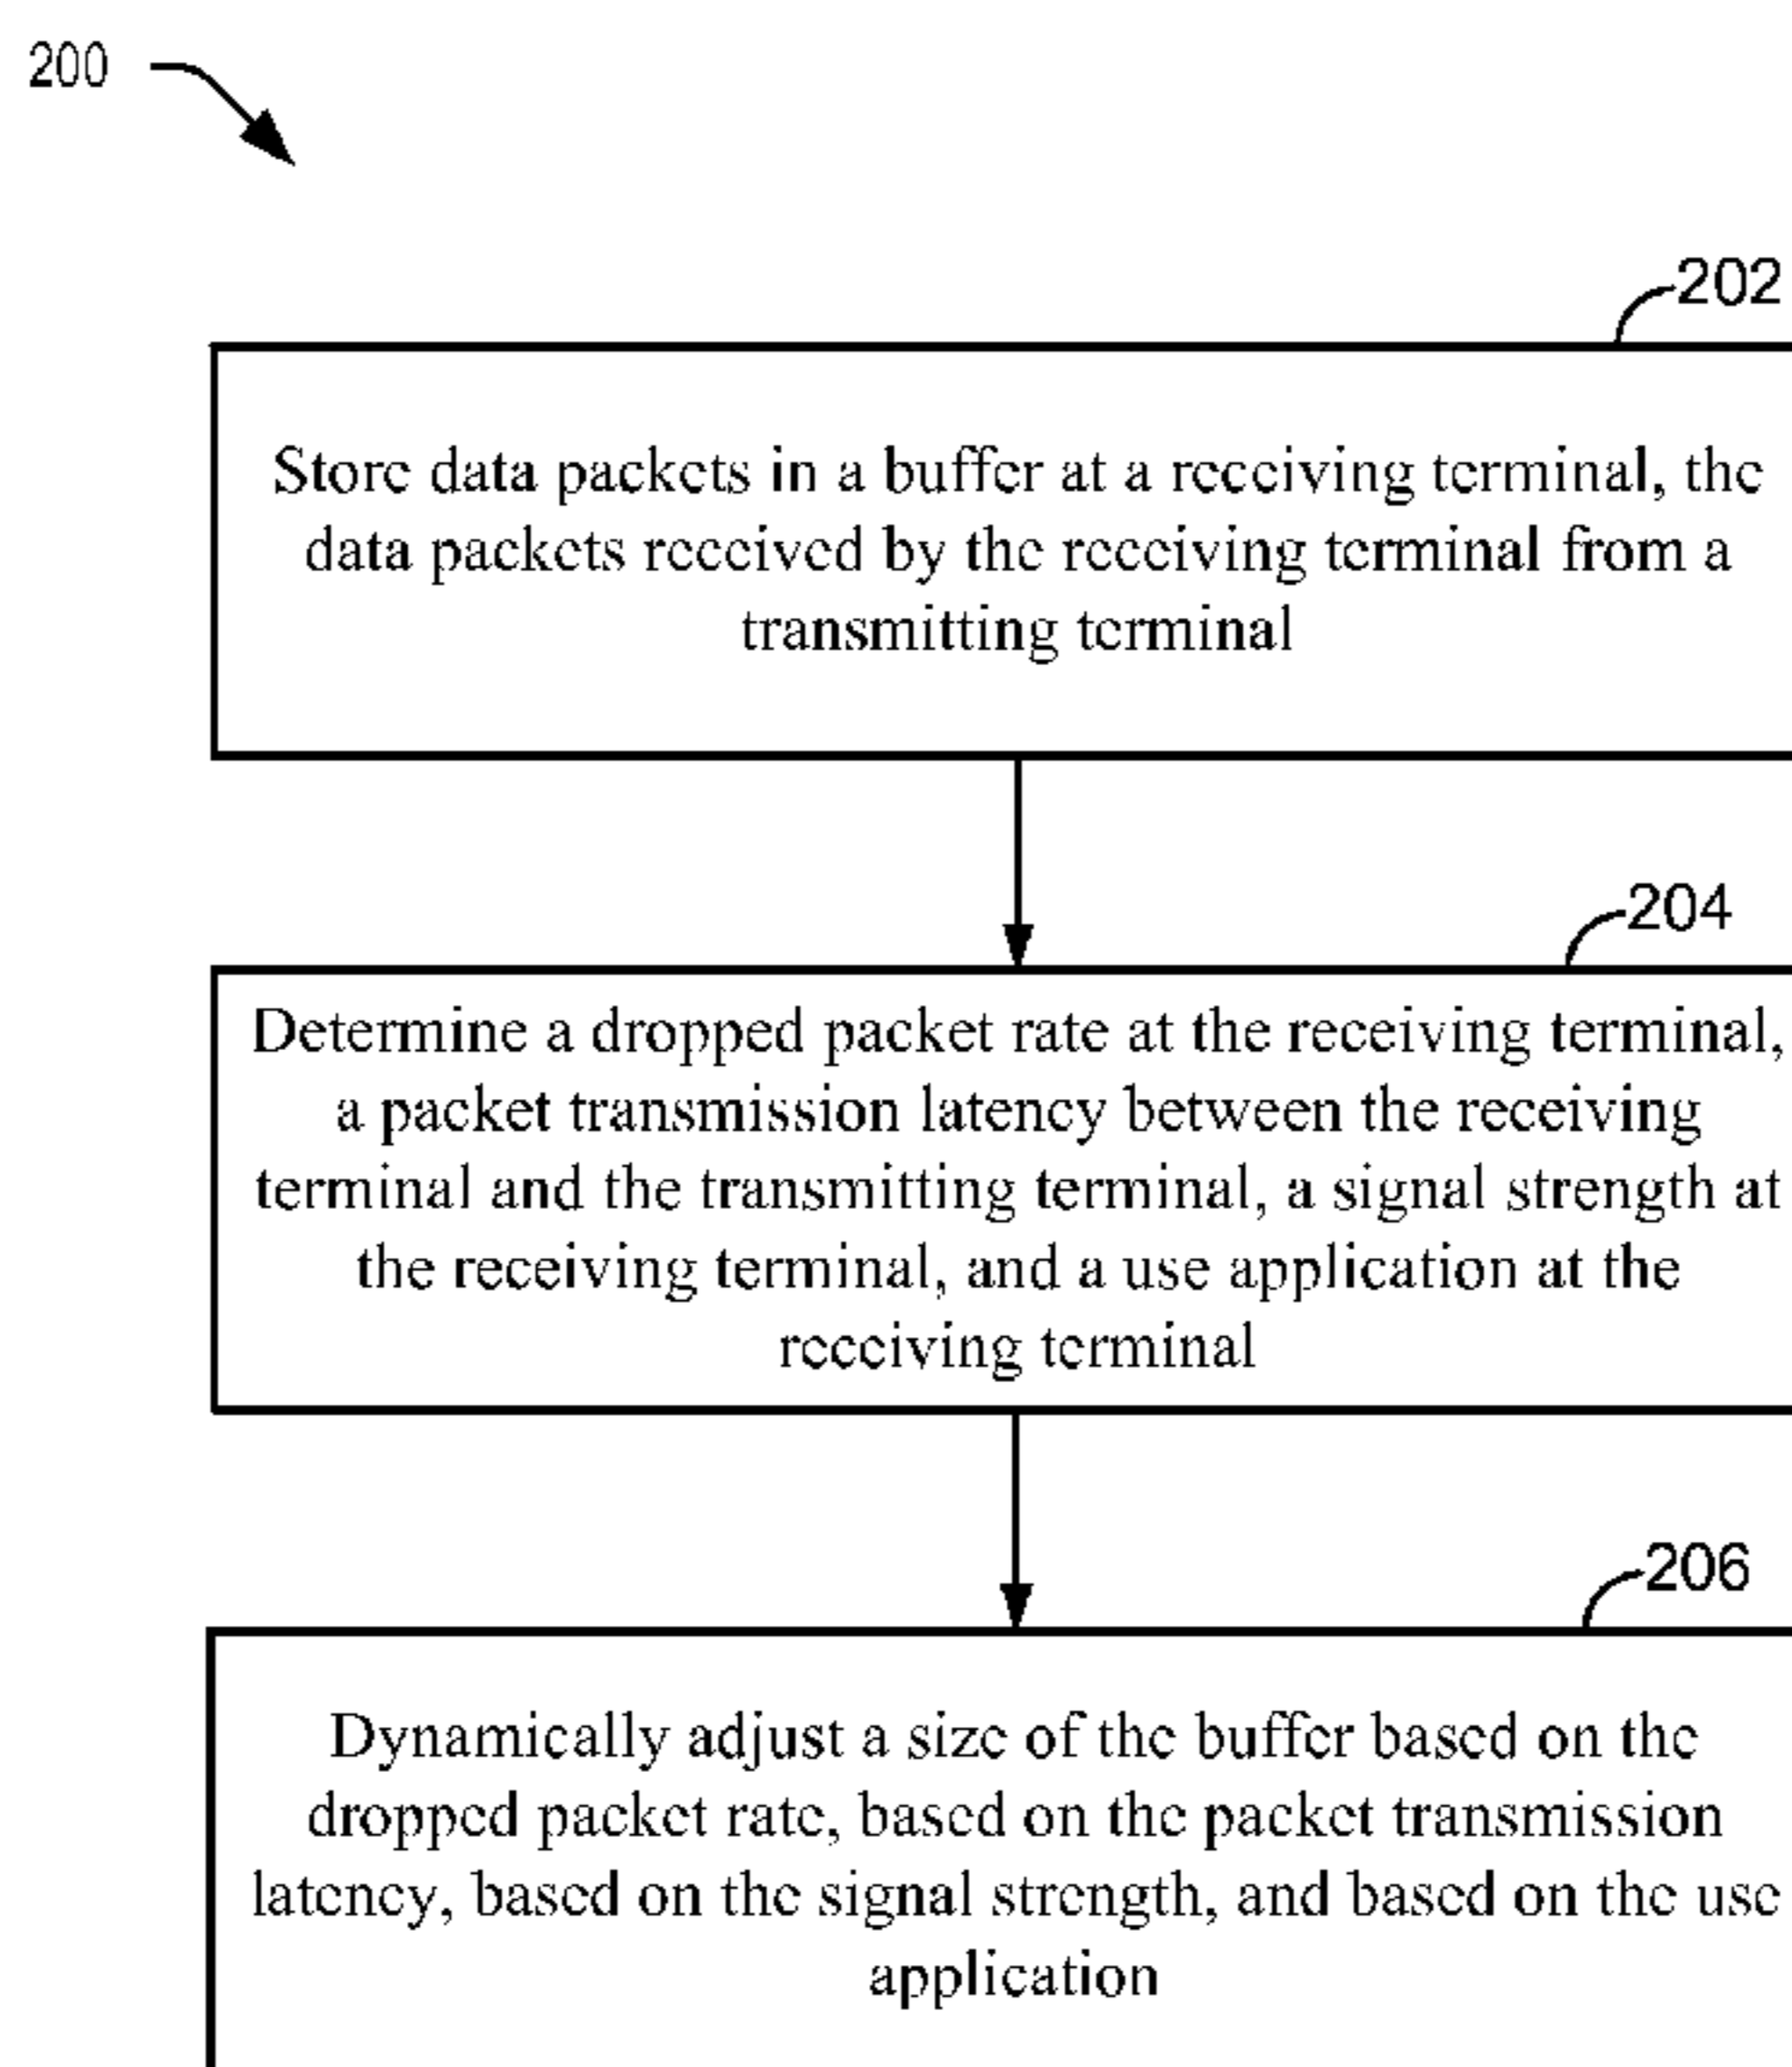 200
202
Store data packets in a buffer at a receiving terminal, the
data packets received by the receiving terminal from a
transmitting terminal
204
Determine a dropped packet rate at the receiving terminal,
a packet transmission latency between the receiving
terminal and the transmitting terminal, a signal strength at
the receiving terminal, and a use application at the
receiving terminal
206
Dynamically adjust a size of the buffer based on the
dropped packet rate, based on the packet transmission
latency, based on the signal strength, and based on the use
application